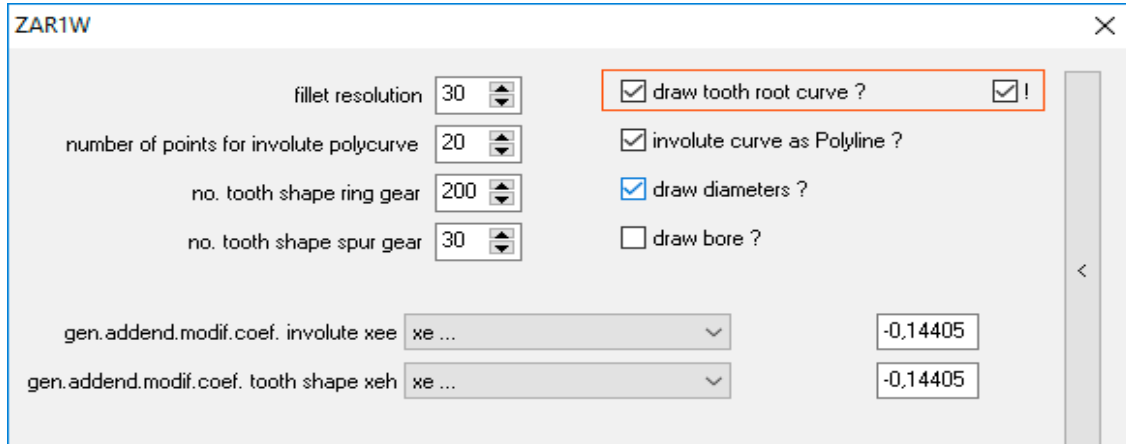 ZAR1W
fillet resolution 30 draw tooth root curve ? !
number of points for involute polycurve 20 involute curve as Polyline ?
no. tooth shape ring gear 200 draw diameters ?
no. tooth shape spur gear 30 draw bore ?
<
gen.addend.modif.coef. involute xee xe ... -0,14405
gen.addend.modif.coef. tooth shape xeh xe ... -0,14405